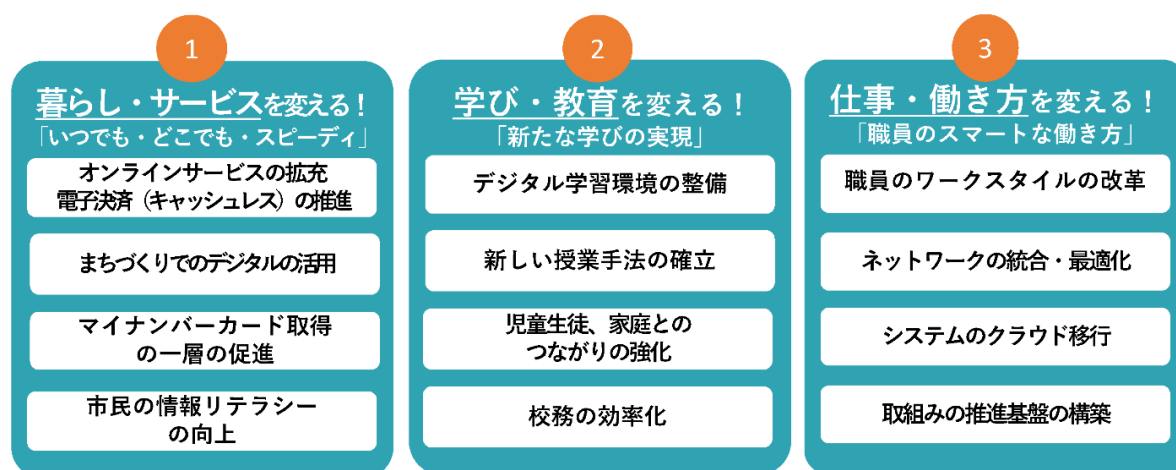 1
暮らし・サービスを変える！
「いつでも・どこでも・スピーディ」
オンラインサービスの拡充
電子決済（キャッシュレス）の推進
まちづくりでのデジタルの活用
マイナンバーカード取得
の一層の促進
市民の情報リテラシー
の向上
2
学び・教育を変える！
「新たな学びの実現」
デジタル学習環境の整備
新しい授業手法の確立
児童生徒、家庭との
つながりの強化
校務の効率化
3
仕事・働き方を変える！
「職員のスマートな働き方」
職員のワークスタイルの改革
ネットワークの統合・最適化
システムのクラウド移行
取組みの推進基盤の構築